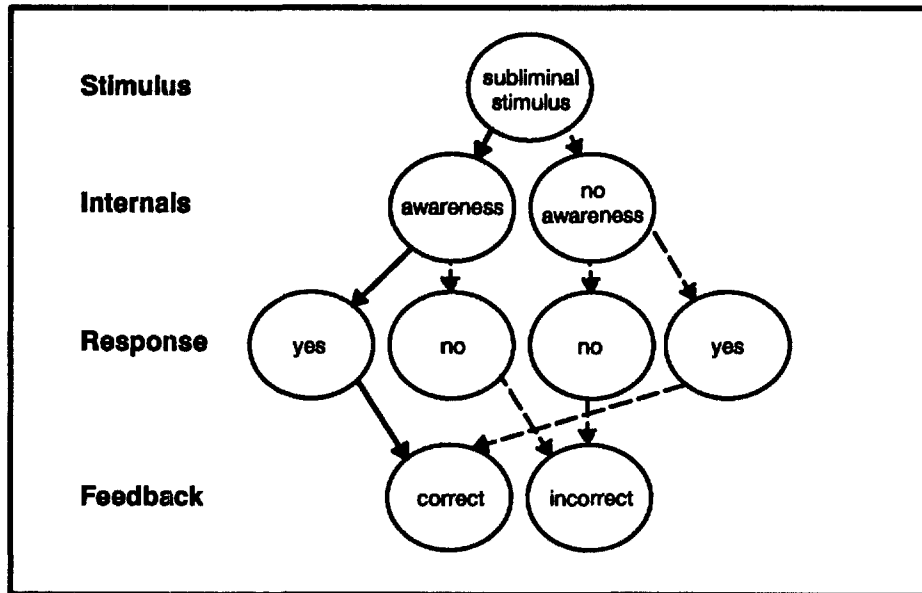 Stimulus
subliminal
stimulus
Internals
awareness
no
awareness
Response
yes
no
no
yes
Feedback
correct
incorrect